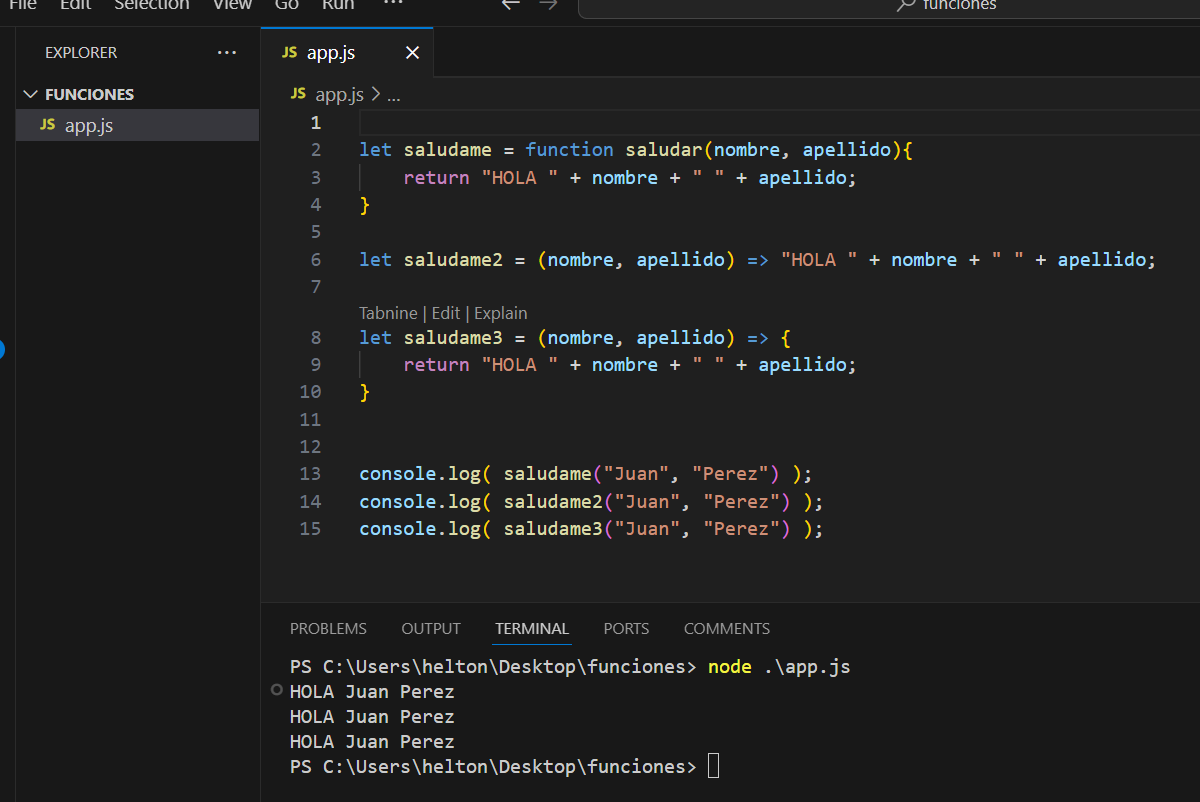 File Edit Selection View Go Run ... ← → funciones
EXPLORER ...
JS app.js ×
FUNCIONES
JS app.js
JS app.js > ...
1
2 let saludame = function saludar(nombre, apellido){
3     return "HOLA " + nombre + " " + apellido;
4 }
5
6 let saludame2 = (nombre, apellido) => "HOLA " + nombre + " " + apellido;
7
Tabnine | Edit | Explain
8 let saludame3 = (nombre, apellido) => {
9     return "HOLA " + nombre + " " + apellido;
10 }
11
12
13 console.log( saludame("Juan", "Perez") );
14 console.log( saludame2("Juan", "Perez") );
15 console.log( saludame3("Juan", "Perez") );
PROBLEMS OUTPUT TERMINAL PORTS COMMENTS
PS C:\Users\helton\Desktop\funciones> node .\app.js
HOLA Juan Perez
HOLA Juan Perez
HOLA Juan Perez
PS C:\Users\helton\Desktop\funciones>